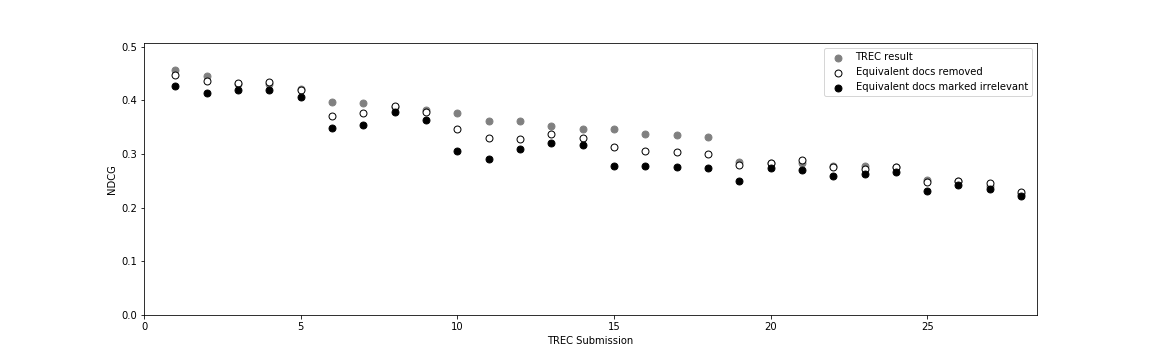 0.5
0.4
0.3
0.2
0.1
0.0
NDCG
0
5
10
15
20
25
TREC Submission
TREC result
Equivalent docs removed
Equivalent docs marked irrelevant